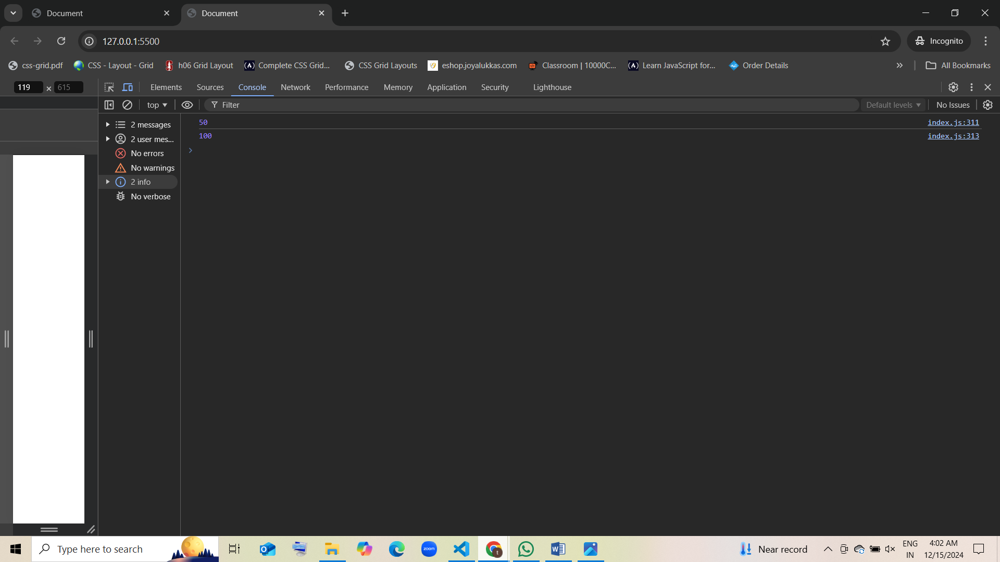 Document
Document
127.0.0.1:5500
Incognito
css-grid.pdf
CSS - Layout - Grid
h06 Grid Layout
Complete CSS Grid...
CSS Grid Layouts
eshop.joyalukkas.com
Classroom | 10000C...
Learn JavaScript for...
Order Details
All Bookmarks
119 × 615
Elements Sources Console Network Performance Memory Application Security Lighthouse
top
Filter
Default levels
No Issues
2 messages
2 user mes...
No errors
No warnings
2 info
No verbose
50 index.js:311
100 index.js:313
Type here to search
zoom
Near record
ENG
IN
4:02 AM
12/15/2024